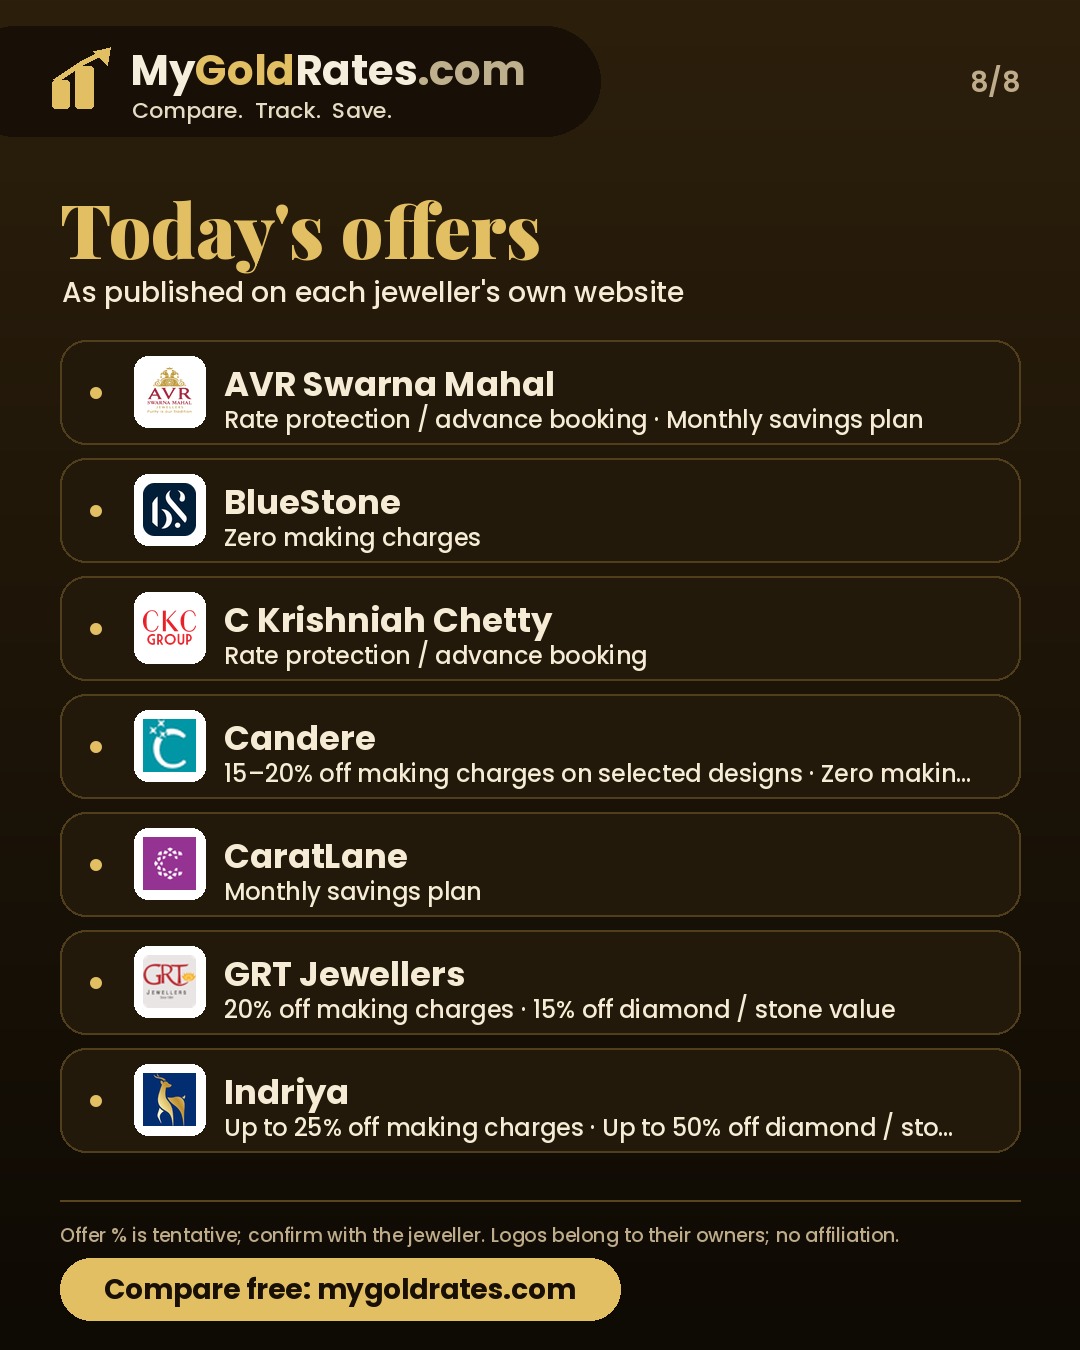 MyGoldRates.com
Compare. Track. Save.
8/8
Today's offers
As published on each jeweller's own website
AVR
SWARNA MAHAL
JEWELLERS
AVR Swarna Mahal
Rate protection / advance booking · Monthly savings plan
BlueStone
Zero making charges
CKC
GROUP
C Krishniah Chetty
Rate protection / advance booking
Candere
15–20% off making charges on selected designs · Zero makin...
CaratLane
Monthly savings plan
GRT
JEWELLERS
GRT Jewellers
20% off making charges · 15% off diamond / stone value
Indriya
Up to 25% off making charges · Up to 50% off diamond / sto...
Offer % is tentative; confirm with the jeweller. Logos belong to their owners; no affiliation.
Compare free: mygoldrates.com